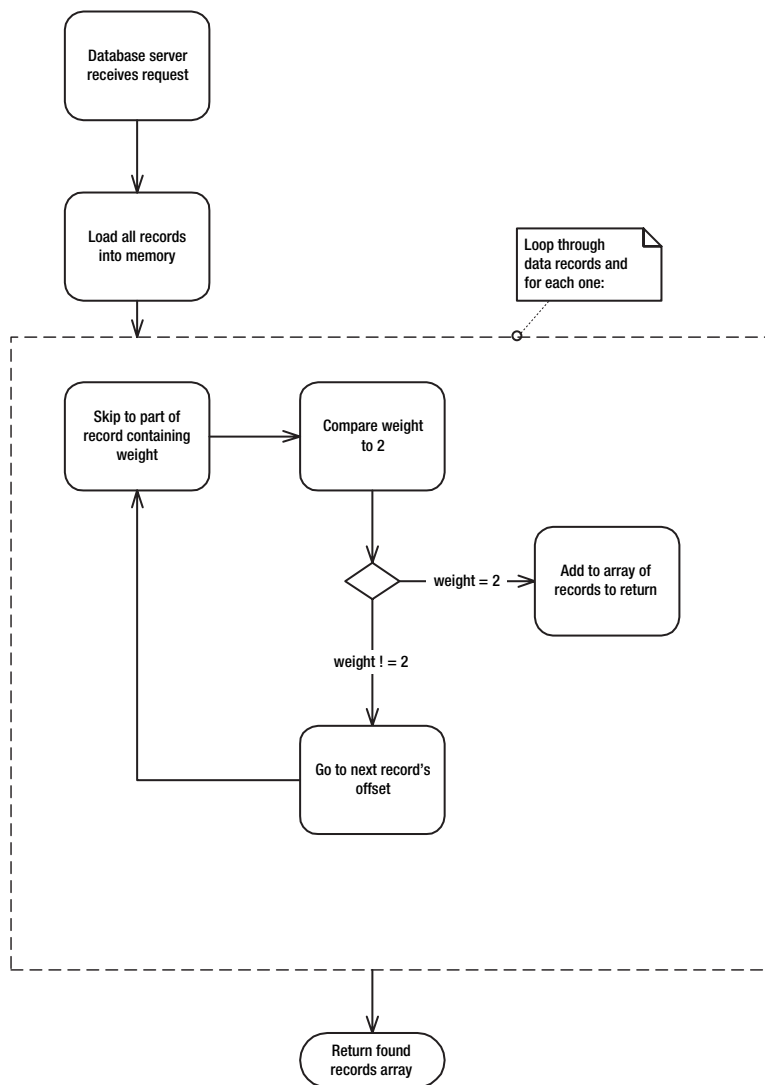 Database server
receives request
Load all records
into memory
Loop through
data records and
for each one:
Skip to part of
record containing
weight
Compare weight
to 2
weight = 2
Add to array of
records to return
weight ! = 2
Go to next record's
offset
Return found
records array